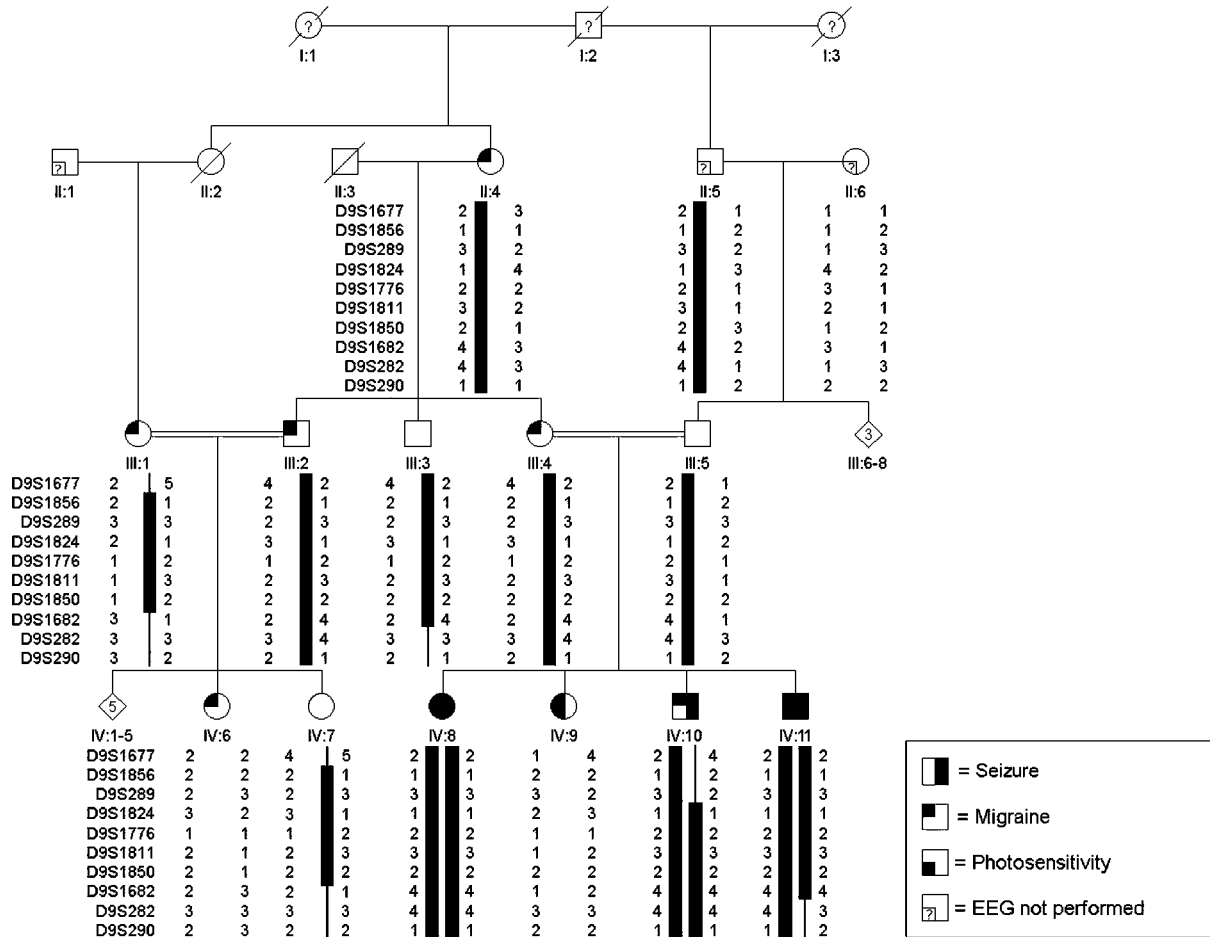 ? ? ?
I:1 I:2 I:3
? ? ?
II:1 II:2 II:3 II:4 II:5 II:6
D9S1677 2 3 2 1 1 1
D9S1856 1 1 1 2 1 2
D9S289 3 2 3 2 1 3
D9S1824 1 4 1 3 4 2
D9S1776 2 2 2 1 3 1
D9S1811 3 2 3 1 2 1
D9S1850 2 1 2 3 1 2
D9S1682 4 3 4 2 3 1
D9S282 4 3 4 1 1 3
D9S290 1 1 1 2 2 2
3
III:1 III:2 III:3 III:4 III:5 III:6-8
D9S1677 2 5 4 2 4 2 4 2 2 1
D9S1856 2 1 2 1 2 1 2 1 1 2
D9S289 3 3 2 3 2 3 2 3 3 3
D9S1824 2 1 3 1 3 1 3 1 1 2
D9S1776 1 2 1 2 1 2 1 2 2 1
D9S1811 1 3 2 3 2 3 2 3 3 1
D9S1850 1 2 2 2 2 2 2 2 2 2
D9S1682 3 1 2 4 2 4 2 4 4 1
D9S282 3 3 3 4 3 3 3 4 4 3
D9S290 3 2 2 1 2 1 2 1 1 2
5
IV:1-5 IV:6 IV:7 IV:8 IV:9 IV:10 IV:11
D9S1677 2 2 4 5 2 2 1 4 2 4 2 2
D9S1856 2 2 2 1 1 1 2 2 1 2 1 1
D9S289 2 3 2 3 3 3 3 2 3 2 3 3
D9S1824 3 2 3 1 1 1 2 3 1 1 1 1
D9S1776 1 1 1 2 2 2 1 1 2 2 2 2
D9S1811 2 1 2 3 3 3 1 2 3 3 3 3
D9S1850 2 1 2 2 2 2 2 2 2 2 2 2
D9S1682 2 3 2 1 4 4 1 2 4 4 4 4
D9S282 3 3 3 3 4 4 3 3 4 4 4 3
D9S290 2 3 2 2 1 1 2 2 1 1 1 2
= Seizure
= Migraine
= Photosensitivity
? = EEG not performed